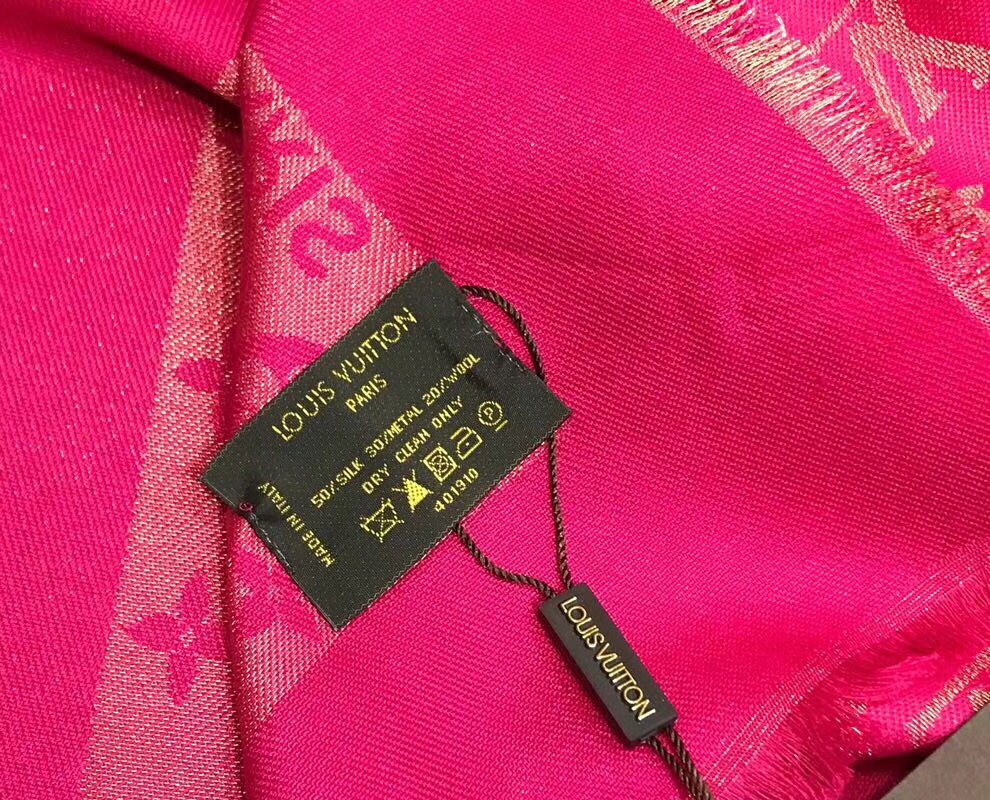 LOUIS VUITTON
PARIS
50%SILK 30%METAL 20%WOOL
DRY CLEAN ONLY
P
401910
MADE IN ITALY
LOUIS VUITTON